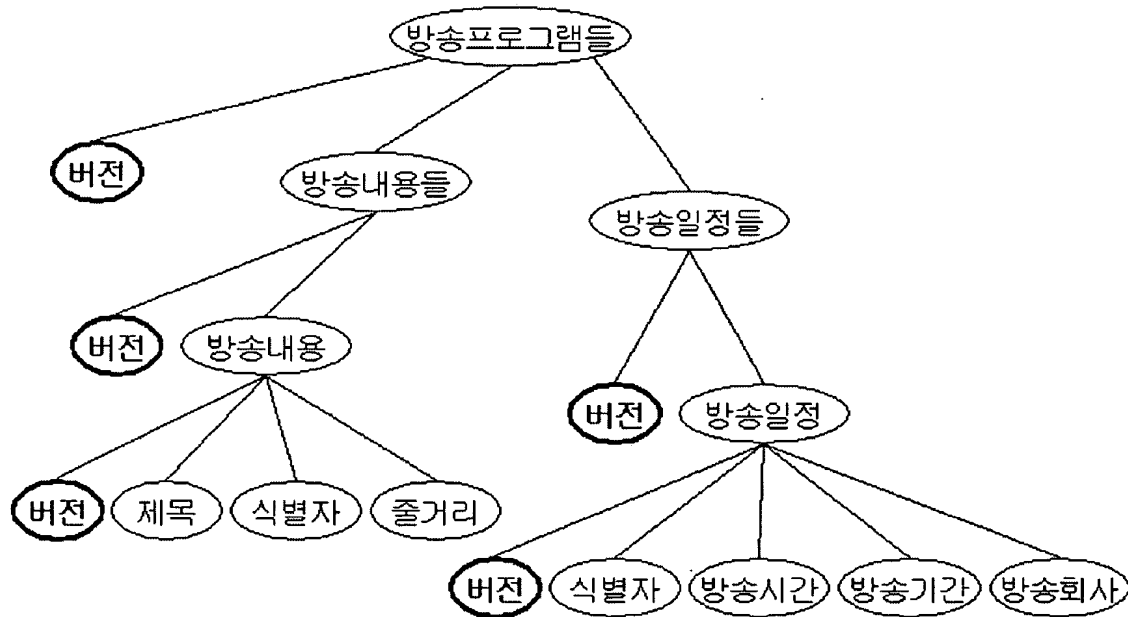 방송프로그램들
버전
방송내용들
방송일정들
버전
방송내용
버전
방송일정
버전
제목
식별자
줄거리
버전
식별자
방송시간
방송기간
방송회사